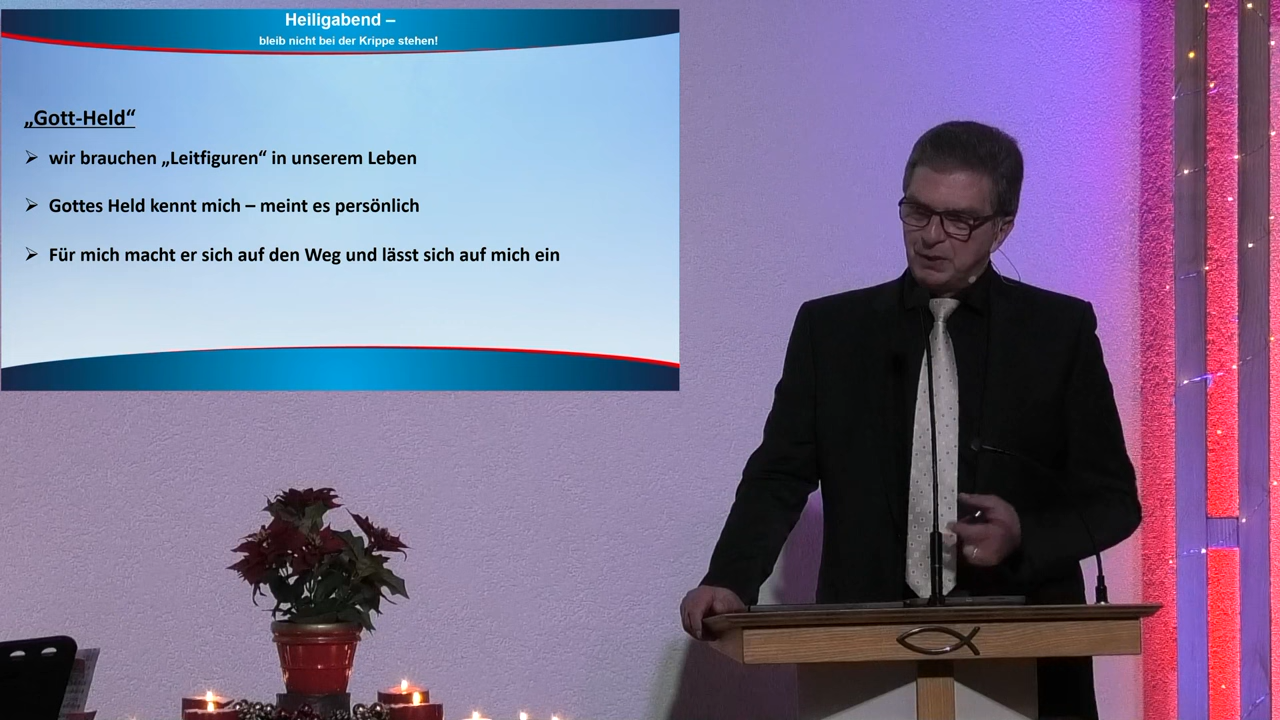 Heiligabend –
bleib nicht bei der Krippe stehen!
„Gott-Held“
wir brauchen „Leitfiguren“ in unserem Leben
Gottes Held kennt mich – meint es persönlich
Für mich macht er sich auf den Weg und lässt sich auf mich ein